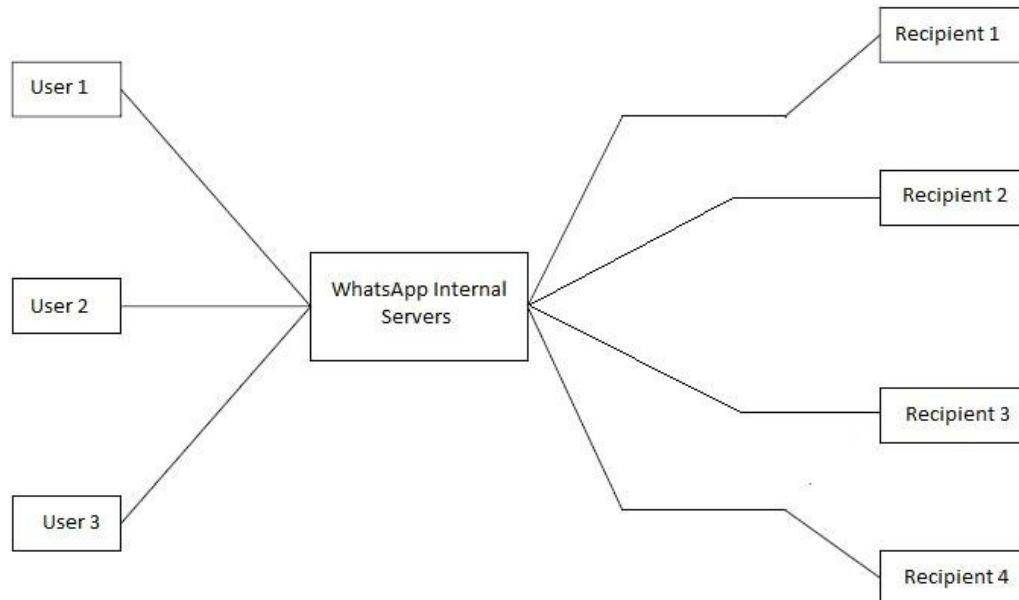 User 1
User 2
User 3
WhatsApp Internal
Servers
Recipient 1
Recipient 2
Recipient 3
Recipient 4